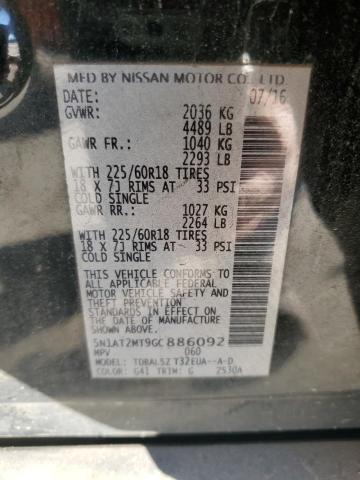 MFD BY NISSAN MOTOR CO., LTD.
DATE: 07/16
GVWR: 2036 KG
4489 LB
GAWR FR.: 1040 KG
2293 LB
WITH 225/60R18 TIRES
18 X 7J RIMS AT 33 PSI
COLD SINGLE
GAWR RR.: 1027 KG
2264 LB
WITH 225/60R18 TIRES
18 X 7J RIMS AT 33 PSI
COLD SINGLE
THIS VEHICLE CONFORMS TO
ALL APPLICABLE FEDERAL
MOTOR VEHICLE SAFETY
AND THEFT PREVENTION
STANDARDS IN EFFECT ON
THE DATE OF MANUFACTURE
SHOWN ABOVE.
5N1AT2MT9GC886092
MPV 060
MODEL: TDBALSZ T32EUA--A-D
COLOR: G41 TRIM: G 2530A